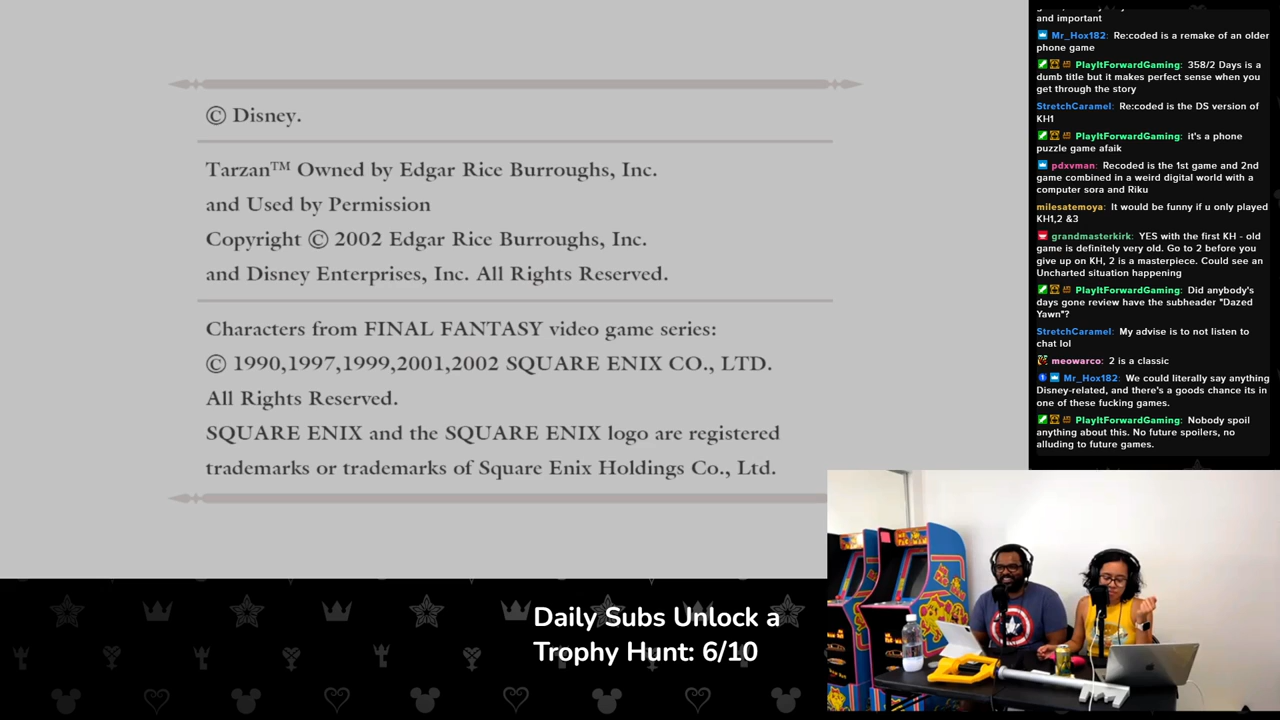 © Disney.
Tarzan™ Owned by Edgar Rice Burroughs, Inc.
and Used by Permission
Copyright © 2002 Edgar Rice Burroughs, Inc.
and Disney Enterprises, Inc. All Rights Reserved.
Characters from FINAL FANTASY video game series:
© 1990,1997,1999,2001,2002 SQUARE ENIX CO., LTD.
All Rights Reserved.
SQUARE ENIX and the SQUARE ENIX logo are registered
trademarks or trademarks of Square Enix Holdings Co., Ltd.
and important
Mr_Hox182: Re:coded is a remake of an older
phone game
PlayItForwardGaming: 358/2 Days is a
dumb title but it makes perfect sense when you
get through the story
StretchCaramel: Re:coded is the DS version of
KH1
PlayItForwardGaming: it's a phone
puzzle game afaik
pdxvman: Recoded is the 1st game and 2nd
game combined in a weird digital world with a
computer sora and Riku
milesatemoya: It would be funny if u only played
KH1,2 &3
grandmasterkirk: YES with the first KH - old
game is definitely very old. Go to 2 before you
give up on KH, 2 is a masterpiece. Could see an
Uncharted situation happening
PlayItForwardGaming: Did anybody's
days gone review have the subheader "Dazed
Yawn"?
StretchCaramel: My advise is to not listen to
chat lol
meowarco: 2 is a classic
Mr_Hox182: We could literally say anything
Disney-related, and there's a goods chance its in
one of these fucking games.
PlayItForwardGaming: Nobody spoil
anything about this. No future spoilers, no
alluding to future games.
Daily Subs Unlock a
Trophy Hunt: 6/10